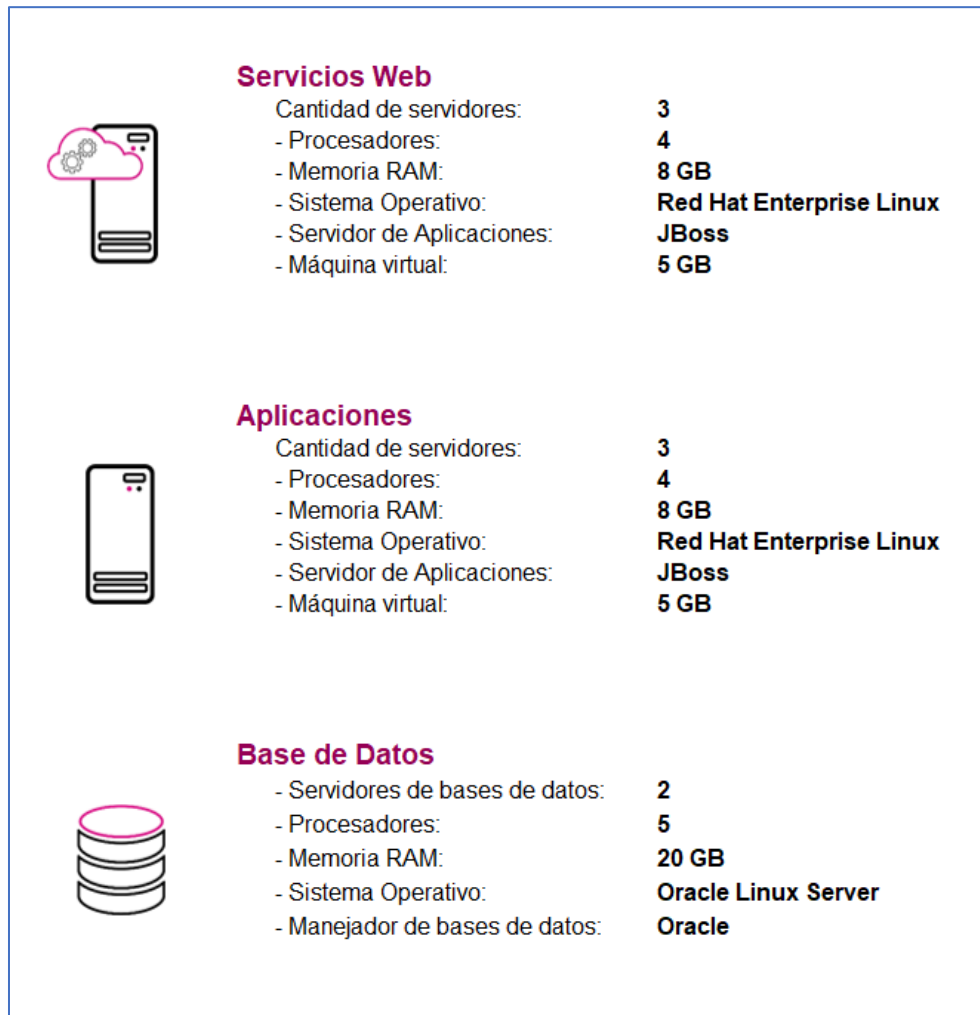 Servicios Web
Cantidad de servidores: 3
- Procesadores: 4
- Memoria RAM: 8 GB
- Sistema Operativo: Red Hat Enterprise Linux
- Servidor de Aplicaciones: JBoss
- Máquina virtual: 5 GB
Aplicaciones
Cantidad de servidores: 3
- Procesadores: 4
- Memoria RAM: 8 GB
- Sistema Operativo: Red Hat Enterprise Linux
- Servidor de Aplicaciones: JBoss
- Máquina virtual: 5 GB
Base de Datos
- Servidores de bases de datos: 2
- Procesadores: 5
- Memoria RAM: 20 GB
- Sistema Operativo: Oracle Linux Server
- Manejador de bases de datos: Oracle